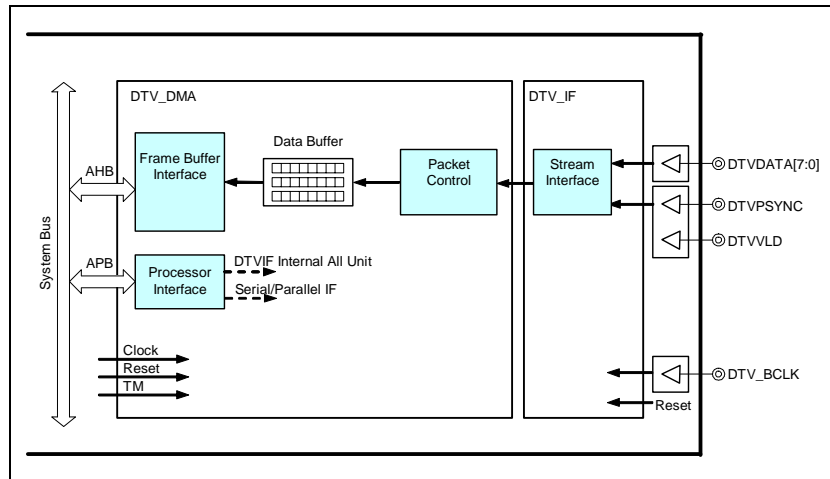 DTV_DMA
DTV_IF
System Bus
AHB
Frame Buffer
Interface
Data Buffer
Packet
Control
Stream
Interface
DTVDATA[7:0]
DTVPSYNC
DTVVLD
APB
Processor
Interface
DTVIF Internal All Unit
Serial/Parallel IF
Clock
Reset
TM
DTV_BCLK
Reset